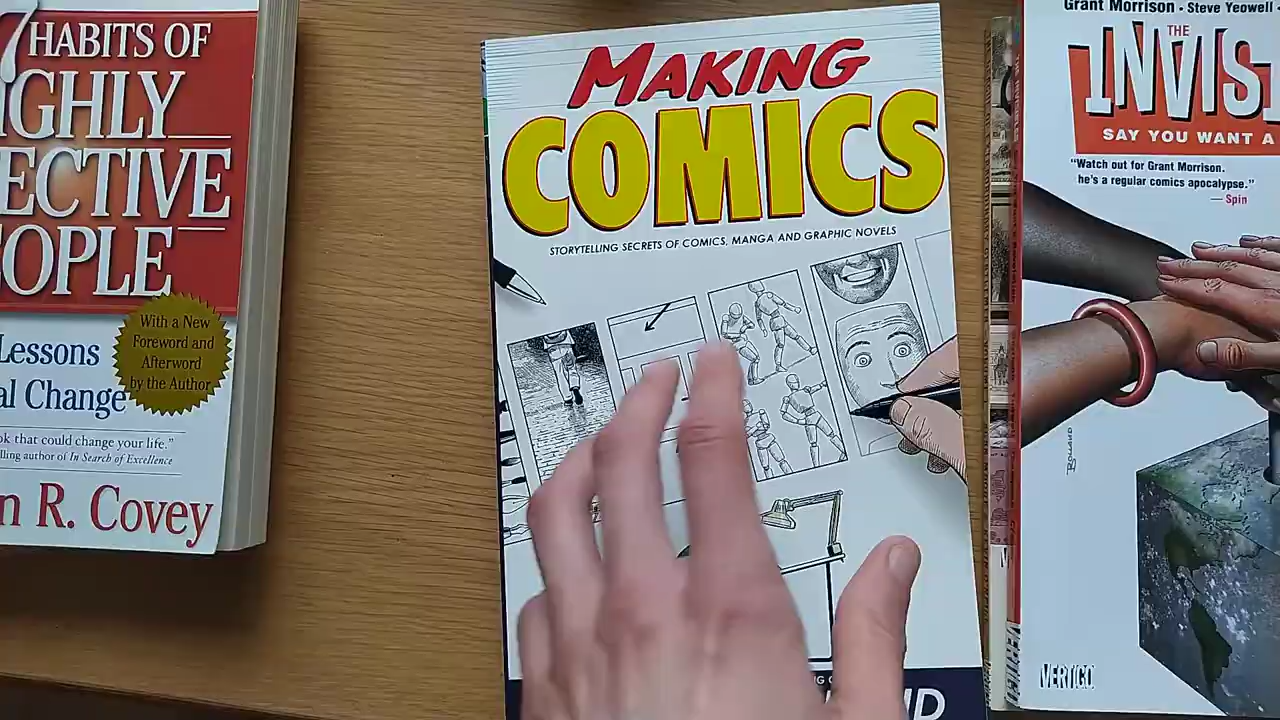 7 HABITS OF
IGHLY
ECTIVE
OPLE
With a New
Foreword and
Afterword
by the Author
Lessons
al Change
ok that could change your life.”
lling author of In Search of Excellence
n R. Covey
MAKING
COMICS
STORYTELLING SECRETS OF COMICS, MANGA AND GRAPHIC NOVELS
Grant Morrison • Steve Yeowell •
THE
INVIS
SAY YOU WANT A
“Watch out for Grant Morrison.
he's a regular comics apocalypse.”
— Spin
BOLLAND
VERTIGO